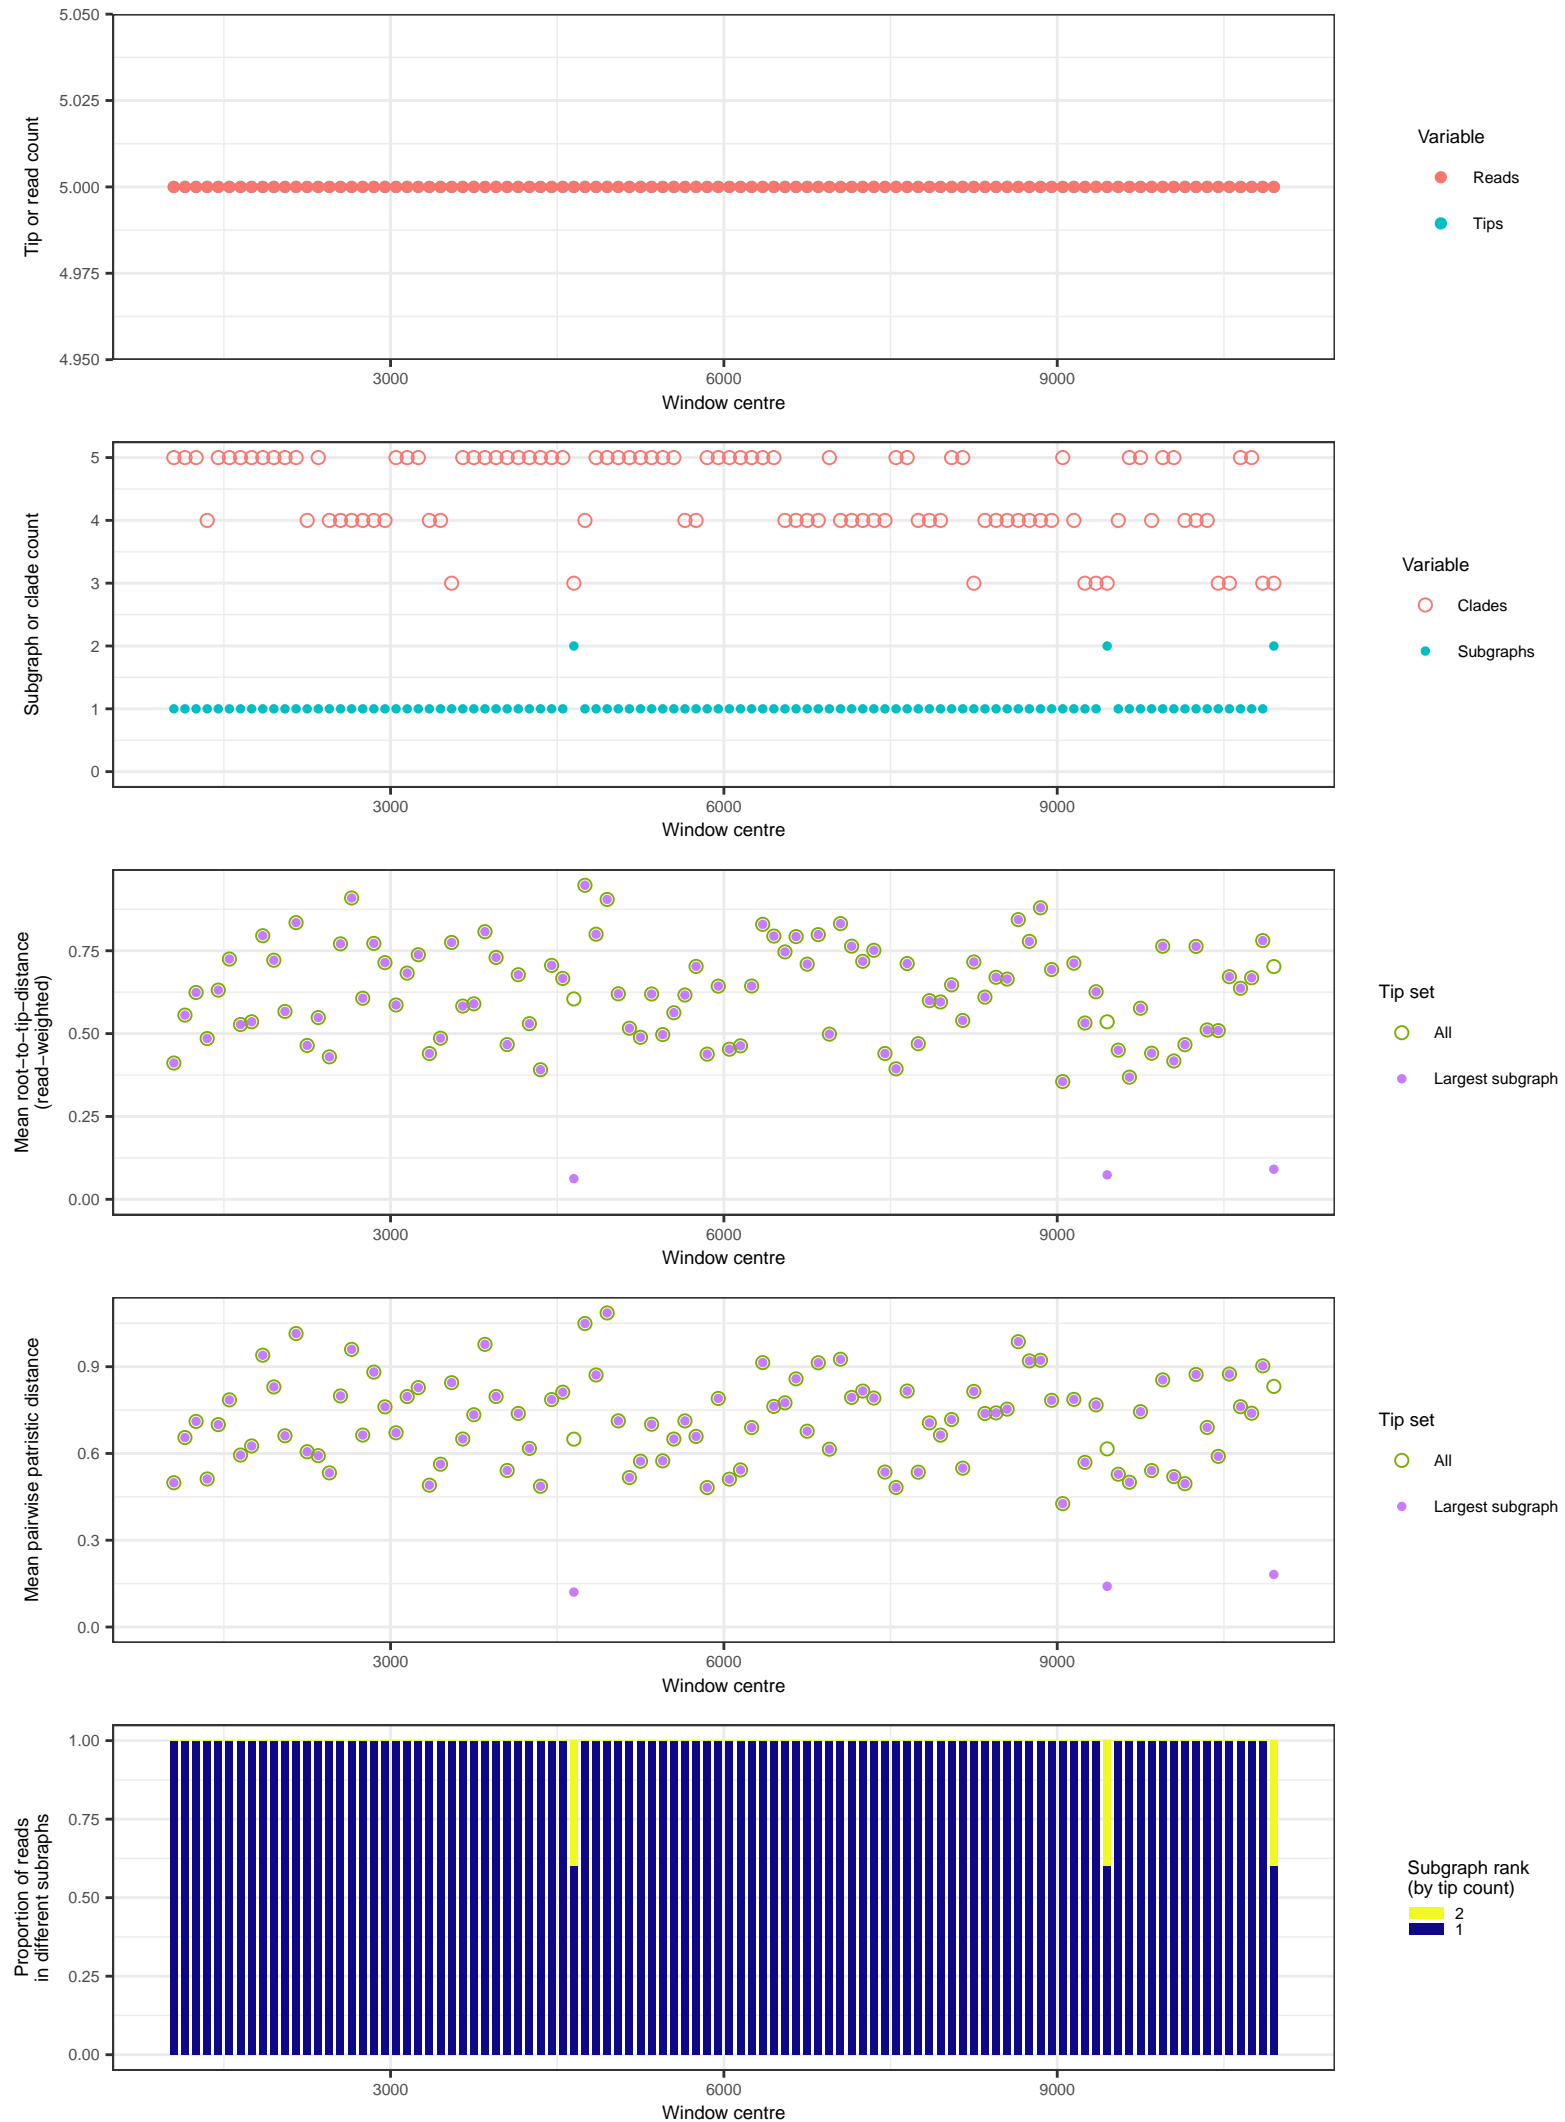 5.050
5.025
5.000
4.975
4.950
Tip or read count
3000
6000
9000
Window centre
Variable
Reads
Tips
5
4
3
2
1
0
Subgraph or clade count
3000
6000
9000
Window centre
Variable
Clades
Subgraphs
0.75
0.50
0.25
0.00
Mean root−to−tip−distance
(read−weighted)
3000
6000
9000
Window centre
Tip set
All
Largest subgraph
0.9
0.6
0.3
0.0
Mean pairwise patristic distance
3000
6000
9000
Window centre
Tip set
All
Largest subgraph
1.00
0.75
0.50
0.25
0.00
Proportion of reads
in different subraphs
3000
6000
9000
Window centre
Subgraph rank
(by tip count)
2
1